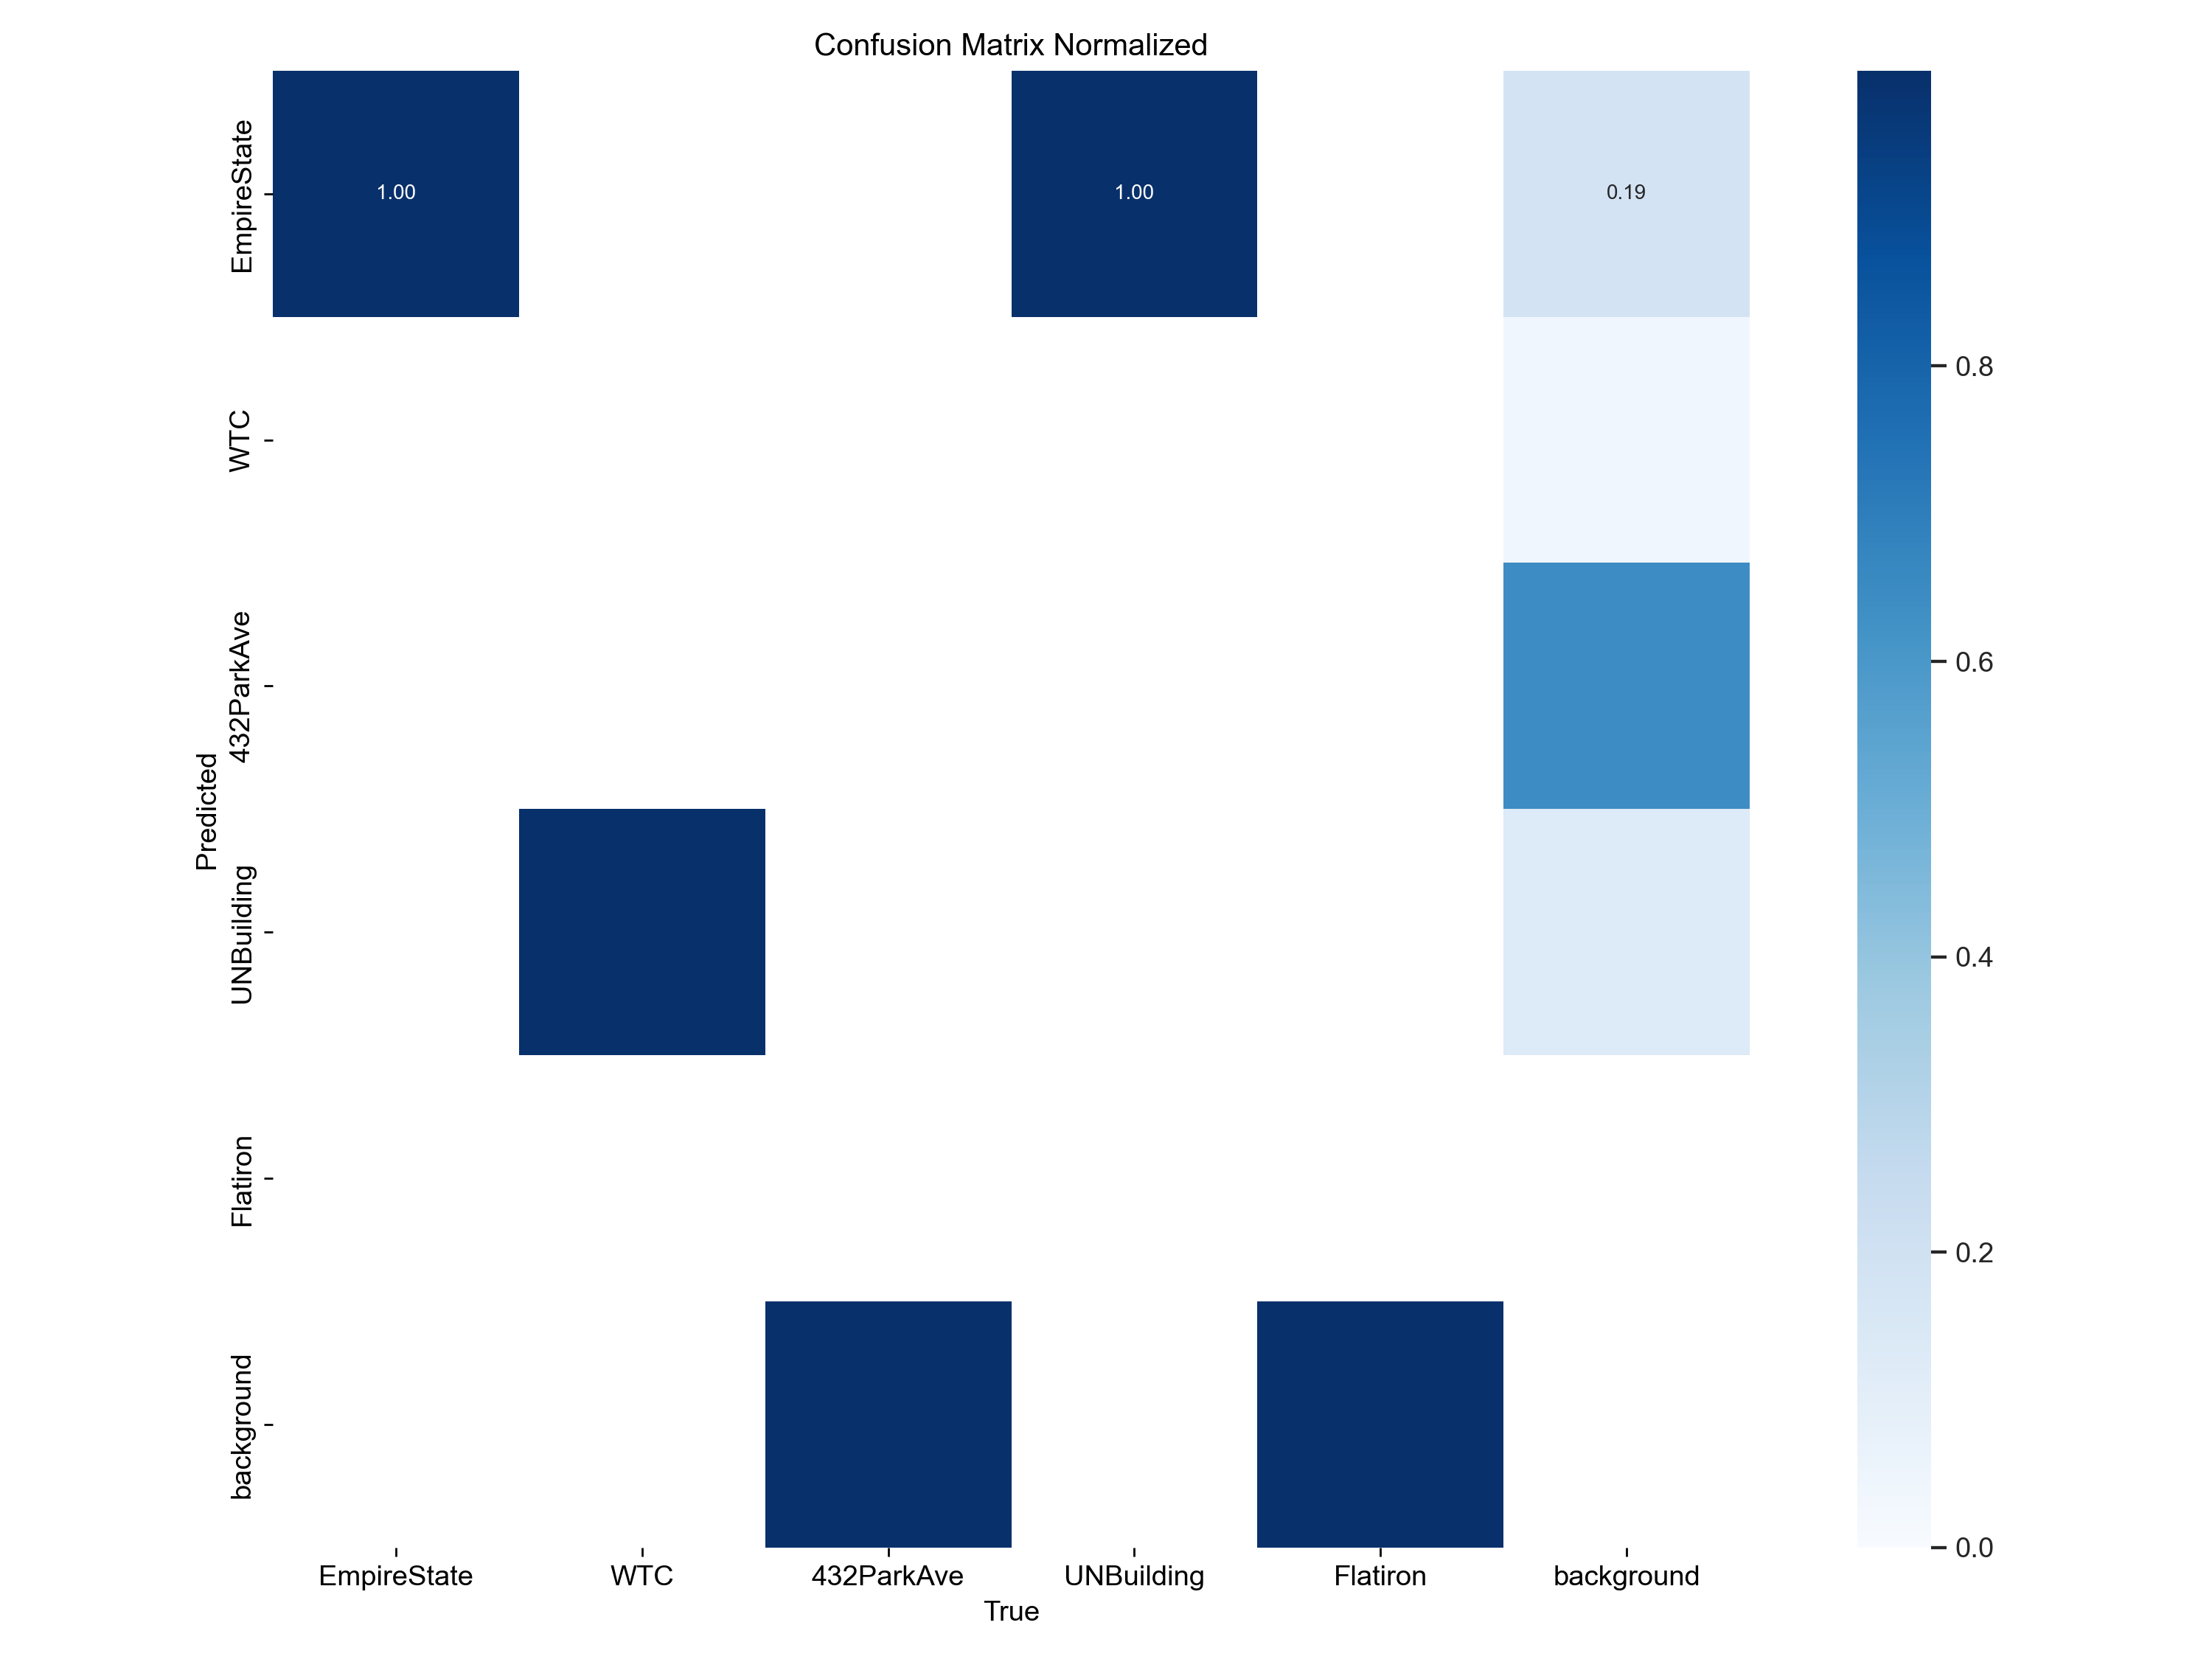 Confusion Matrix Normalized
EmpireState
1.00
1.00
0.19
WTC
0.8
432ParkAve
0.6
Predicted
UNBuilding
0.4
Flatiron
0.2
background
0.0
EmpireState WTC 432ParkAve UNBuilding Flatiron background
True